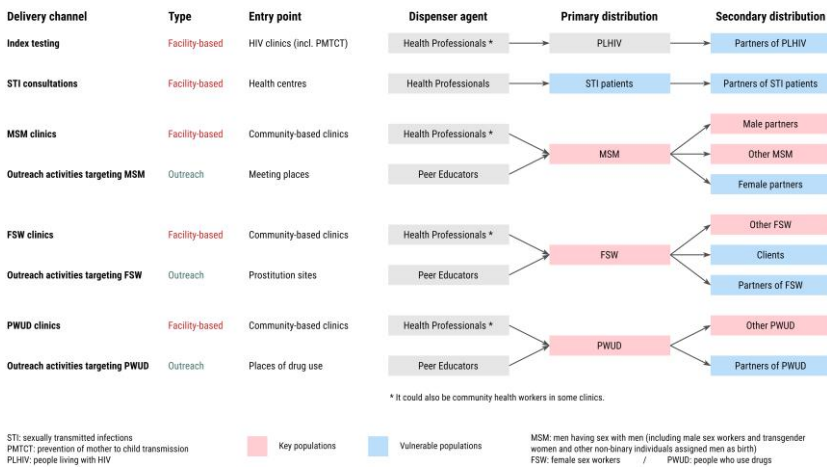 Delivery channel Type Entry point Dispenser agent Primary distribution Secondary distribution
Index testing Facility-based HIV clinics (incl. PMTCT) Health Professionals * PLHIV Partners of PLHIV
STI consultations Facility-based Health centres Health Professionals STI patients Partners of STI patients
Male partners
MSM clinics Facility-based Community-based clinics Health Professionals *
MSM Other MSM
Outreach activities targeting MSM Outreach Meeting places Peer Educators
Female partners
Other FSW
FSW clinics Facility-based Community-based clinics Health Professionals *
FSW Clients
Outreach activities targeting FSW Outreach Prostitution sites Peer Educators
Partners of FSW
PWUD clinics Facility-based Community-based clinics Health Professionals * Other PWUD
PWUD
Outreach activities targeting PWUD Outreach Places of drug use Peer Educators Partners of PWUD
* It could also be community health workers in some clinics.
STI: sexually transmitted infections
PMTCT: prevention of mother to child transmission
PLHIV: people living with HIV
Key populations
Vulnerable populations
MSM: men having sex with men (including male sex workers and transgender
women and other non-binary individuals assigned men as birth)
FSW: female sex workers / PWUD: people who use drugs